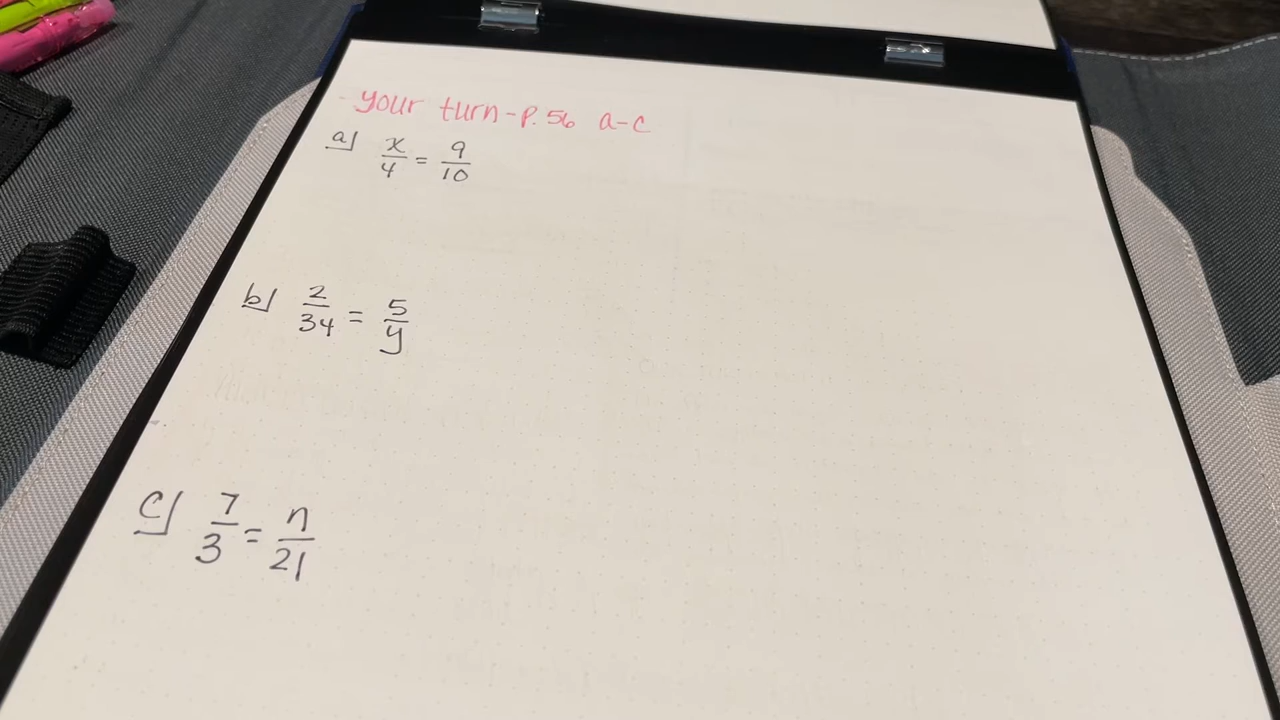 your turn - p. 56 a-c
a) x/4 = 9/10
b) 2/34 = 5/y
c) 7/3 = n/21